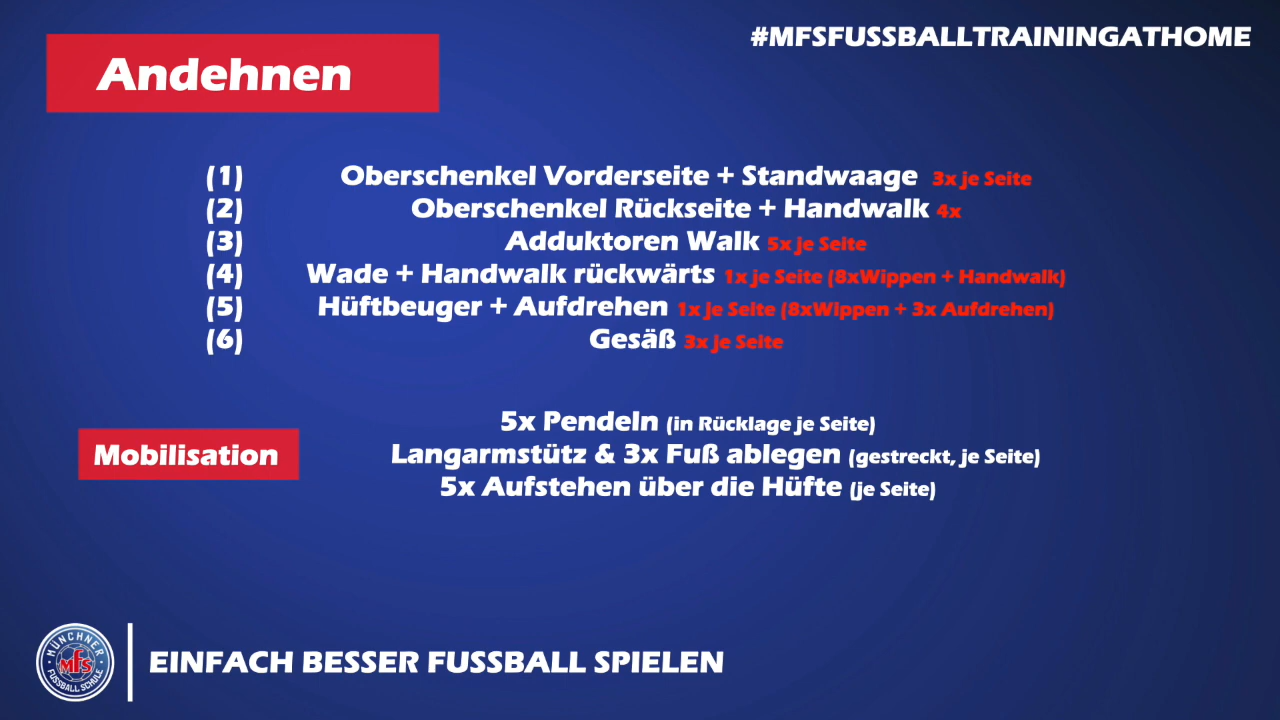 #MFSFUSSBALLTRAININGATHOME
Andehnen
(1) Oberschenkel Vorderseite + Standwaage 3x je Seite
(2) Oberschenkel Rückseite + Handwalk 4x
(3) Adduktoren Walk 5x je Seite
(4) Wade + Handwalk rückwärts 1x je Seite (8xWippen + Handwalk)
(5) Hüftbeuger + Aufdrehen 1x je Seite (8xWippen + 3x Aufdrehen)
(6) Gesäß 3x je Seite
5x Pendeln (in Rücklage je Seite)
Mobilisation Langarmstütz & 3x Fuß ablegen (gestreckt, je Seite)
5x Aufstehen über die Hüfte (je Seite)
MÜNCHNER
MFS
FUSSBALL SCHULE
EINFACH BESSER FUSSBALL SPIELEN